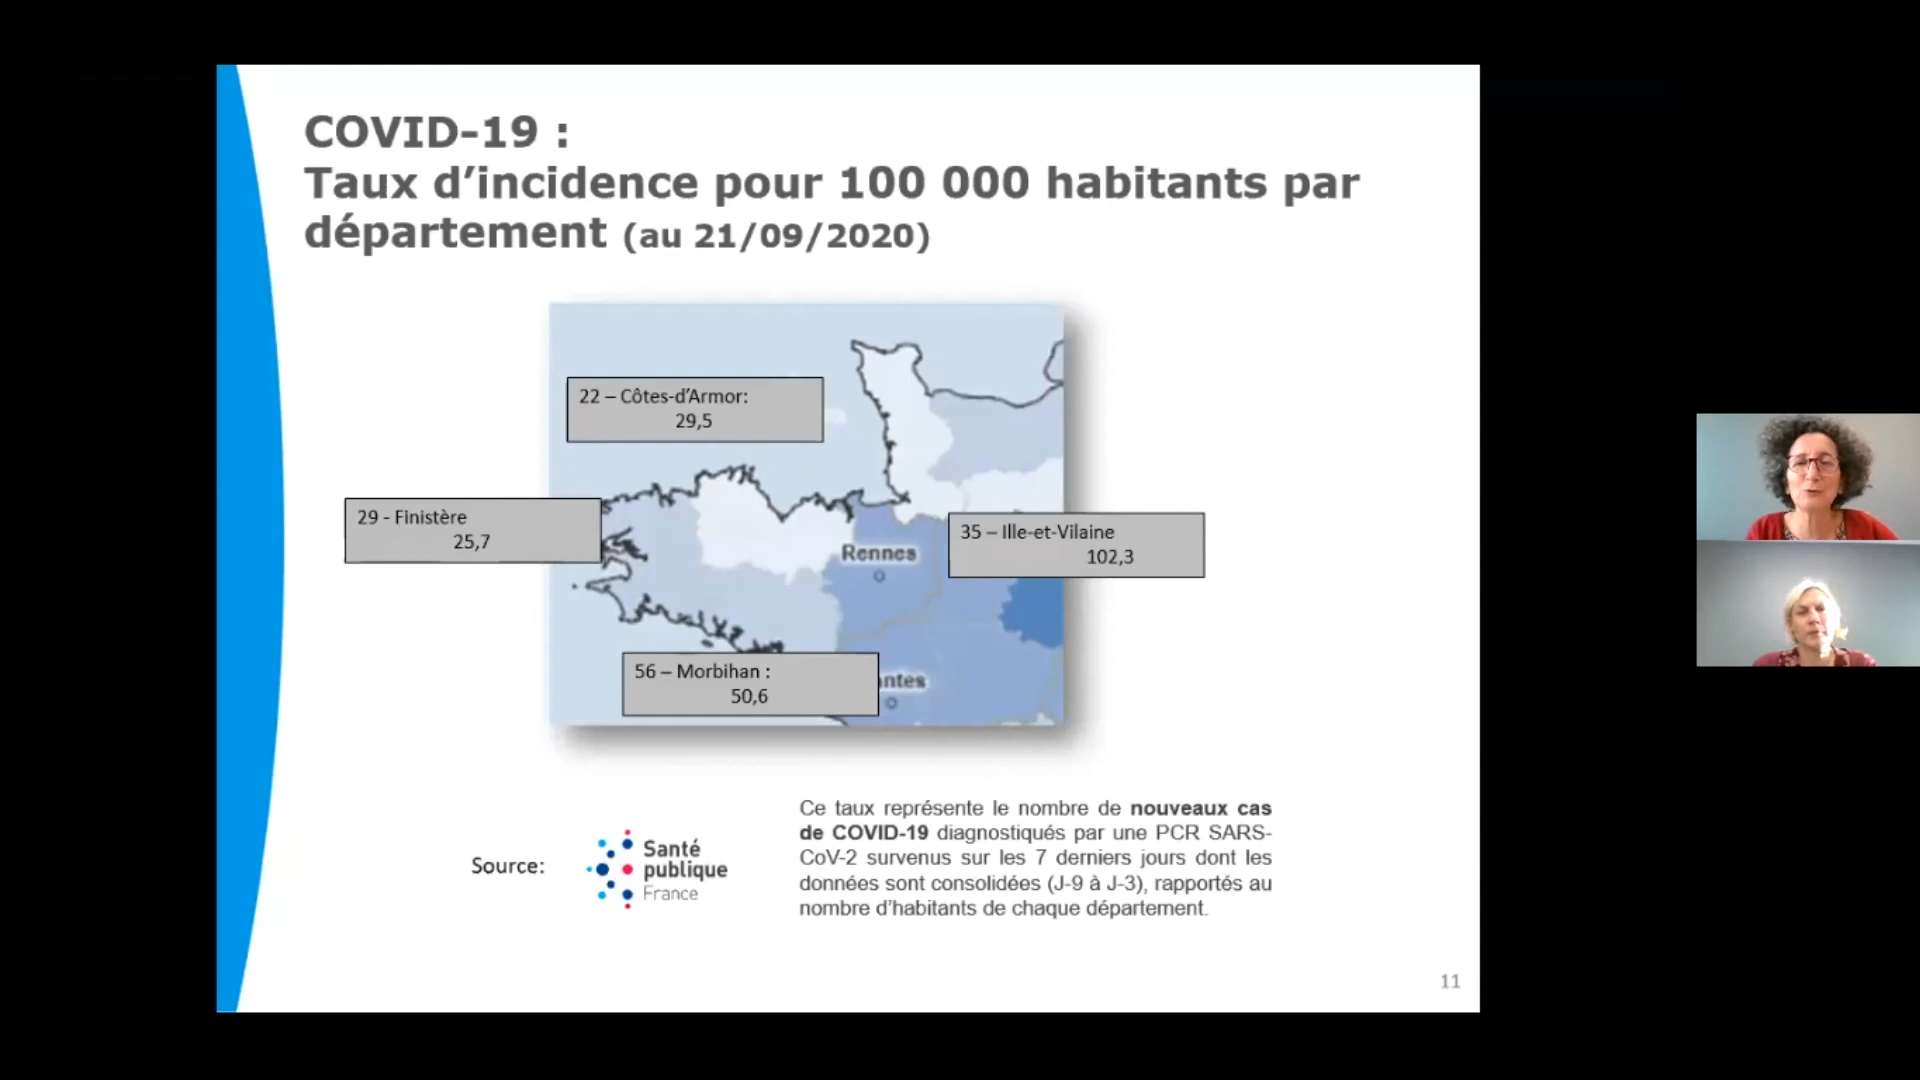 COVID-19 :
Taux d’incidence pour 100 000 habitants par
département (au 21/09/2020)
22 – Côtes-d’Armor:
29,5
29 - Finistère
25,7
35 – Ille-et-Vilaine
102,3
Rennes
56 – Morbihan :
50,6
ntes
Source:
Santé
publique
France
Ce taux représente le nombre de nouveaux cas
de COVID-19 diagnostiqués par une PCR SARS-
CoV-2 survenus sur les 7 derniers jours dont les
données sont consolidées (J-9 à J-3), rapportés au
nombre d’habitants de chaque département.
11